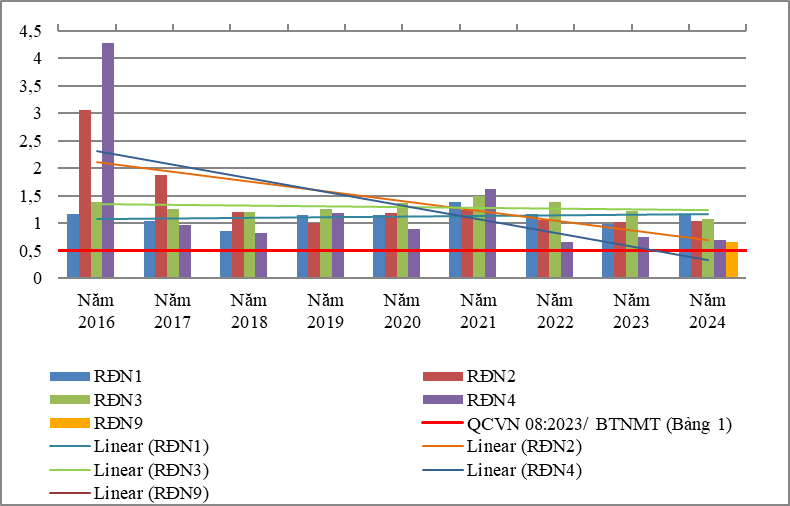 4,5
4
3,5
3
2,5
2
1,5
1
0,5
0
Năm 2016
Năm 2017
Năm 2018
Năm 2019
Năm 2020
Năm 2021
Năm 2022
Năm 2023
Năm 2024
RĐN1
RĐN2
RĐN3
RĐN4
RĐN9
QCVN 08:2023/ BTNMT (Bảng 1)
Linear (RĐN1)
Linear (RĐN2)
Linear (RĐN3)
Linear (RĐN4)
Linear (RĐN9)